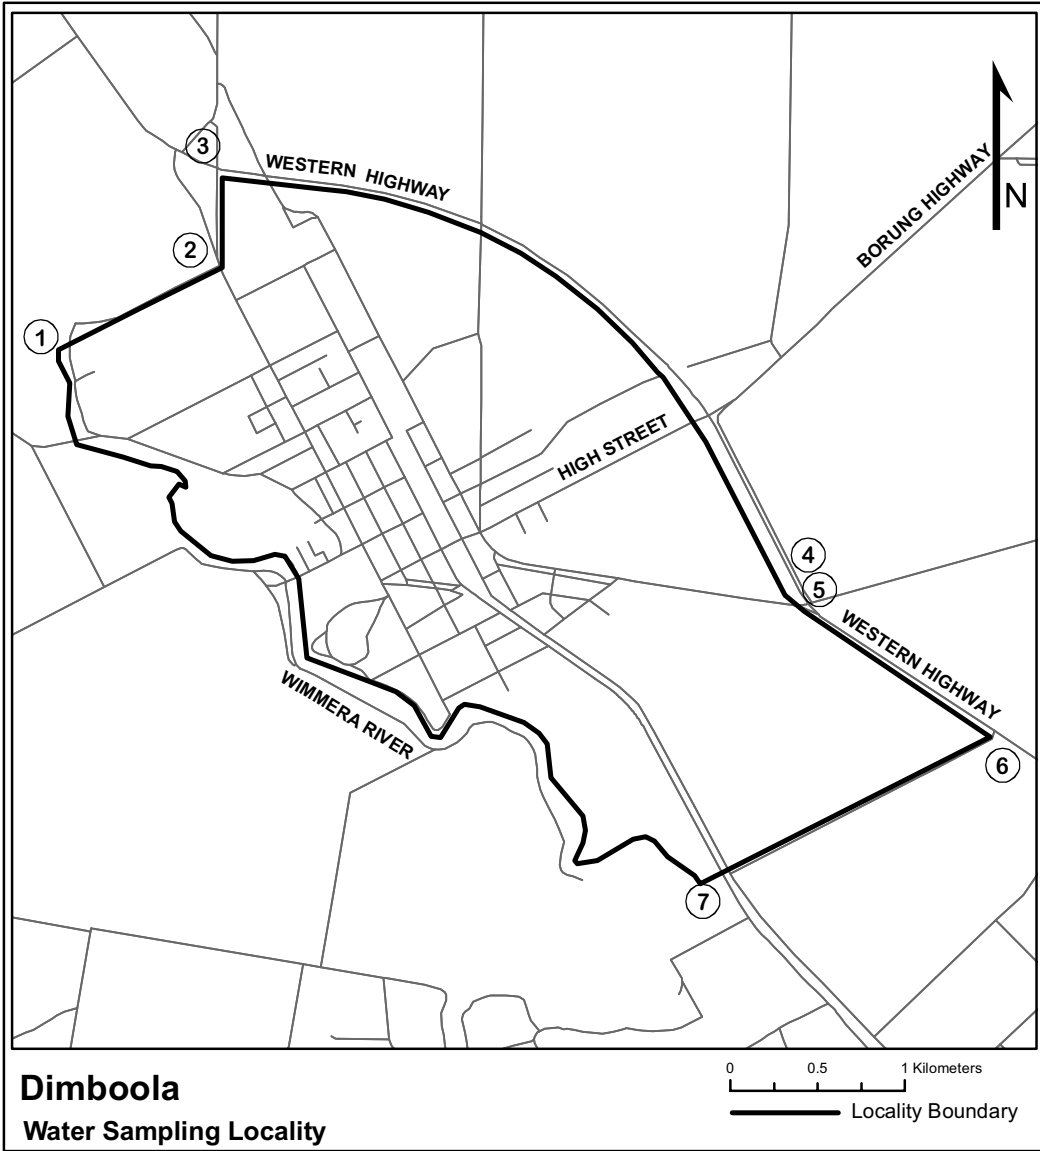 3
WESTERN HIGHWAY
BORUNG HIGHWAY
N
2
1
HIGH STREET
4
5
WESTERN HIGHWAY
WIMMERA RIVER
6
7
Dimboola
Water Sampling Locality
0 0.5 1 Kilometers
Locality Boundary